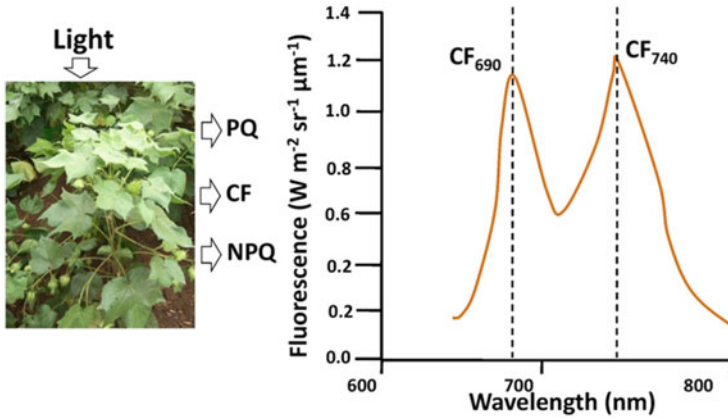 Light
PQ
CF
NPQ
Fluorescence (W m⁻² sr⁻¹ µm⁻¹)
1.4
1.2
1.0
0.8
0.6
0.2
0.2
0.0
CF₆₉₀
CF₇₄₀
600
700
800
Wavelength (nm)